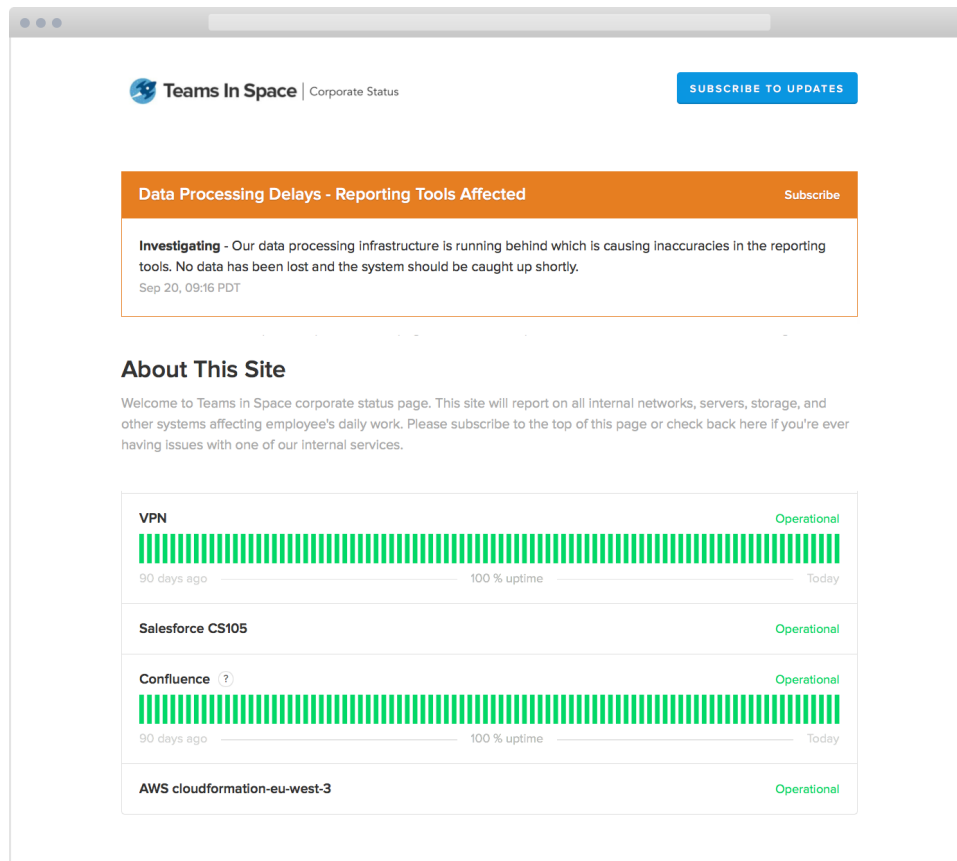 Teams In Space | Corporate Status
SUBSCRIBE TO UPDATES
Data Processing Delays - Reporting Tools Affected
Subscribe
Investigating - Our data processing infrastructure is running behind which is causing inaccuracies in the reporting
tools. No data has been lost and the system should be caught up shortly.
Sep 20, 09:16 PDT
About This Site
Welcome to Teams in Space corporate status page. This site will report on all internal networks, servers, storage, and
other systems affecting employee's daily work. Please subscribe to the top of this page or check back here if you're ever
having issues with one of our internal services.
VPN
Operational
90 days ago
100 % uptime
Today
Salesforce CS105
Operational
Confluence ?
Operational
90 days ago
100 % uptime
Today
AWS cloudformation-eu-west-3
Operational